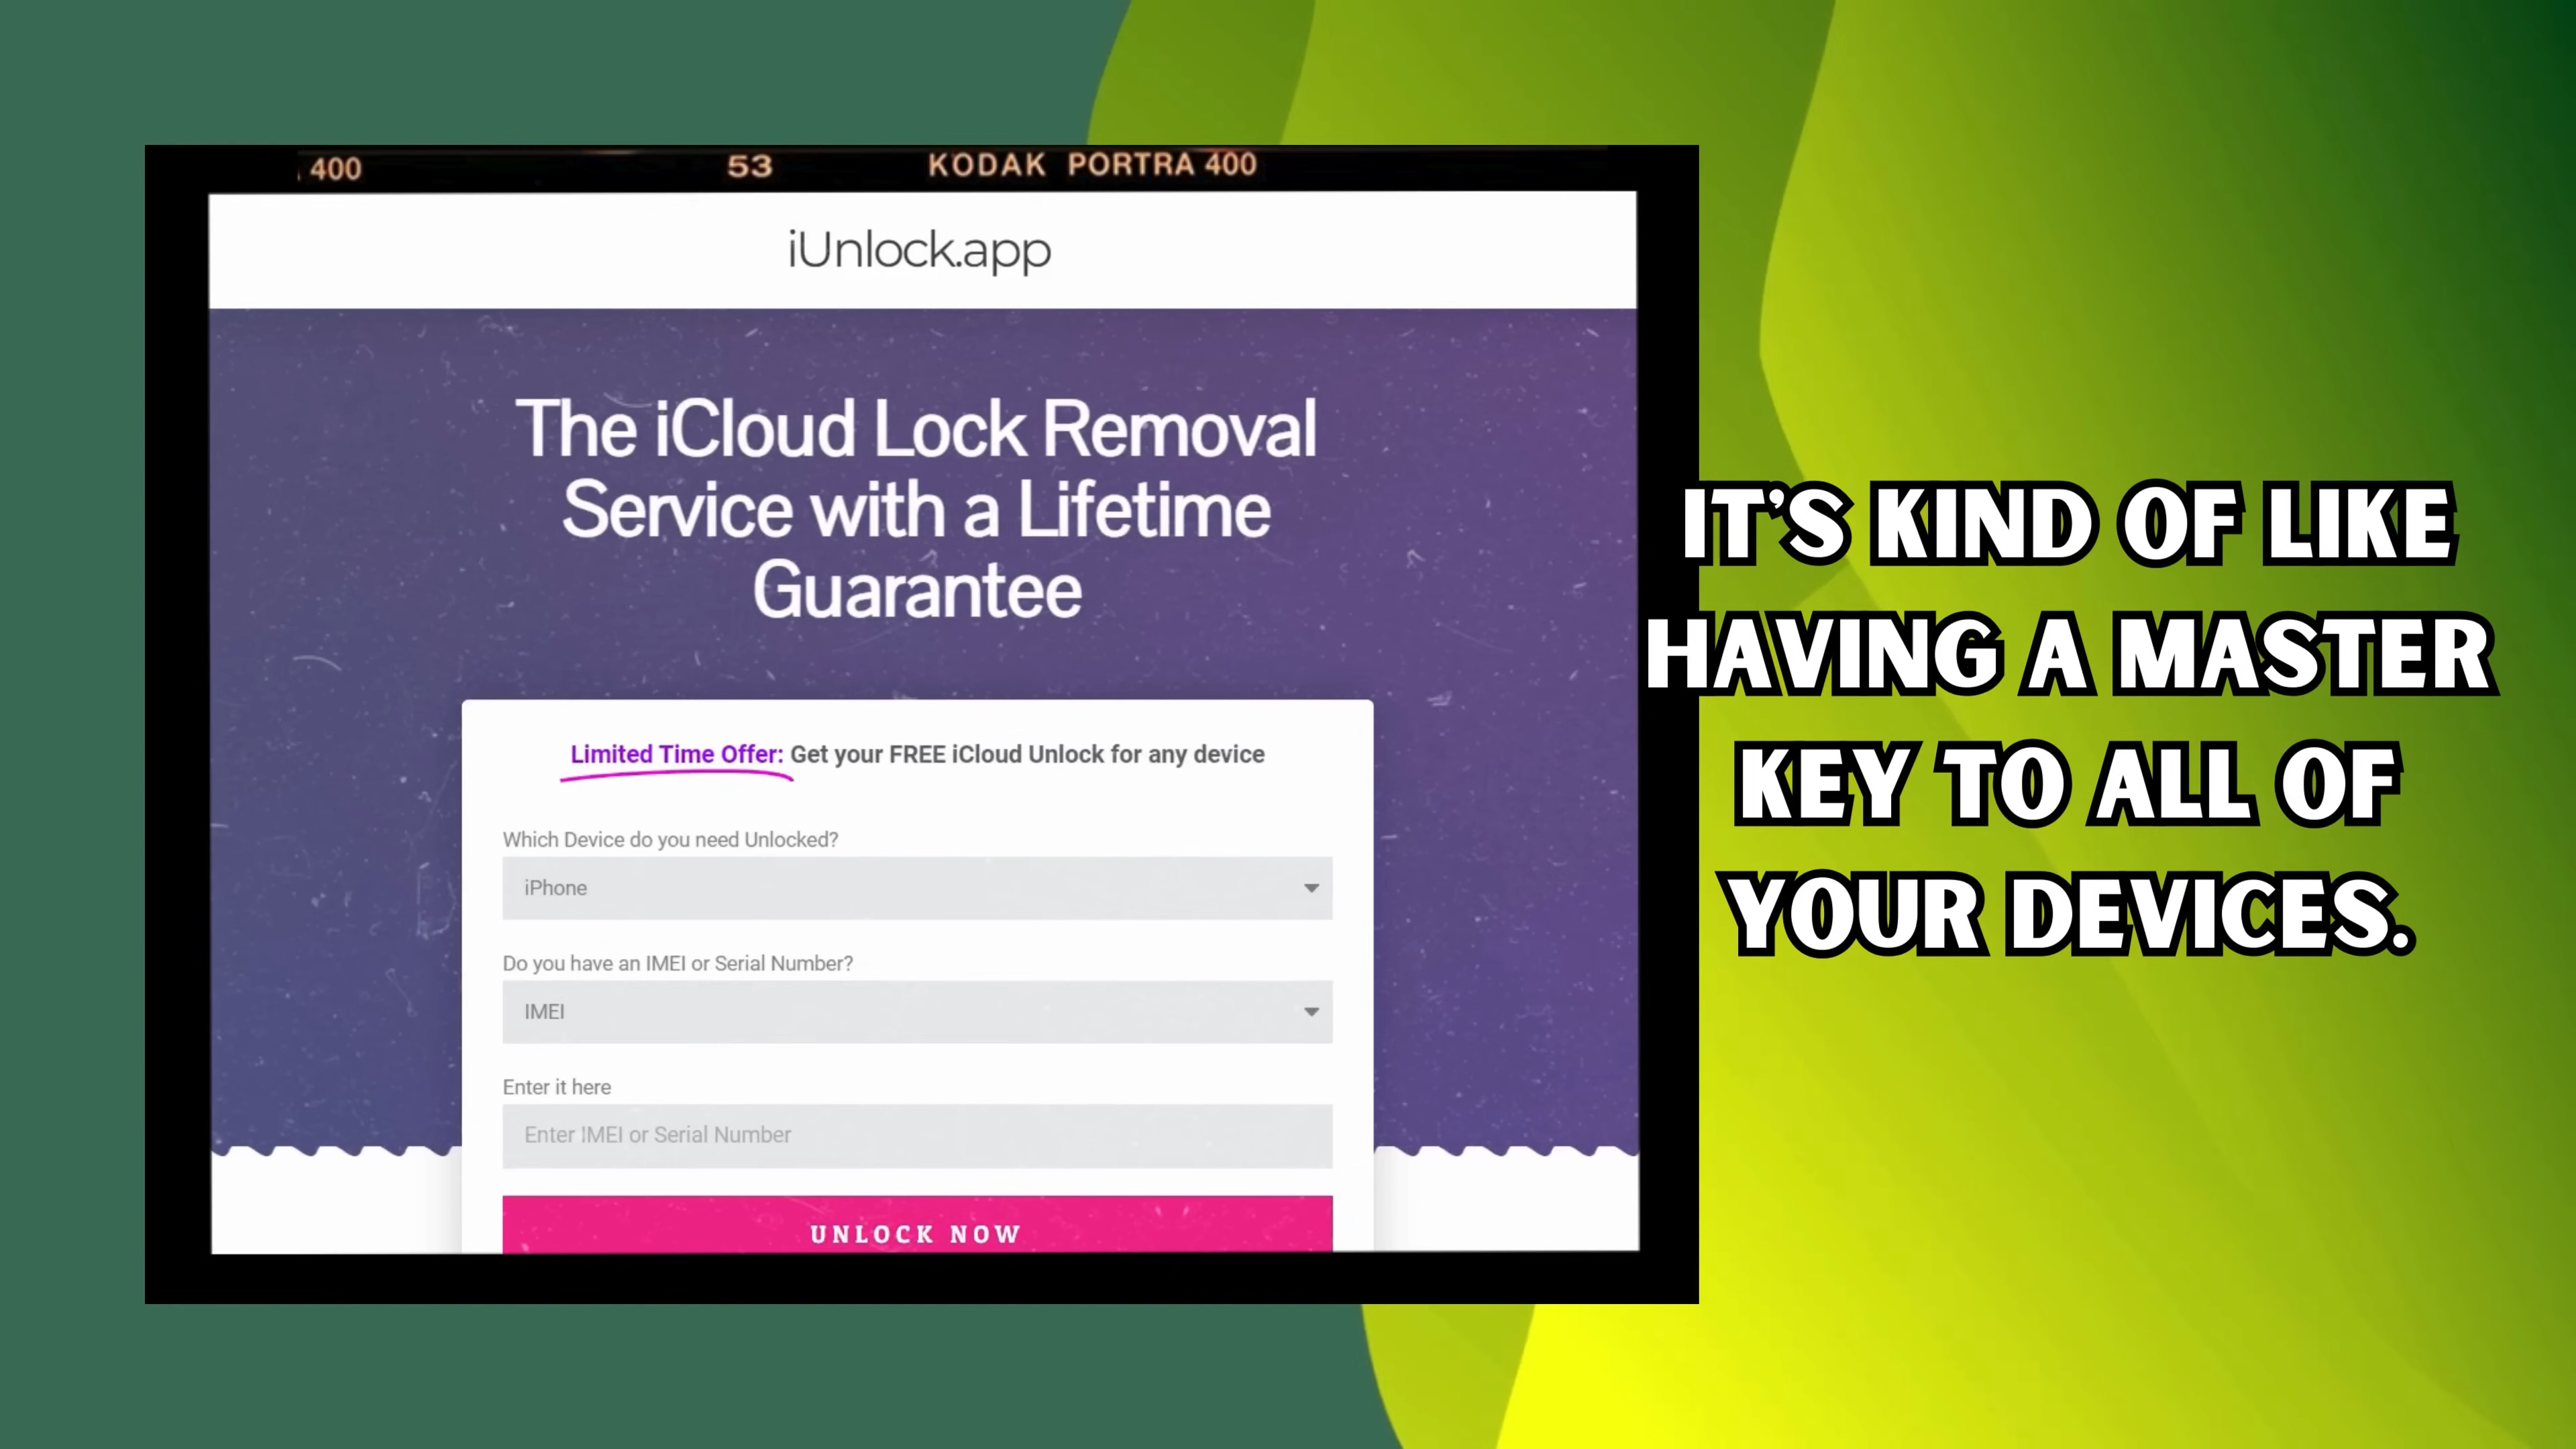 400 53 KODAK PORTRA 400
iUnlock.app
The iCloud Lock Removal
Service with a Lifetime
Guarantee
Limited Time Offer: Get your FREE iCloud Unlock for any device
Which Device do you need Unlocked?
iPhone
Do you have an IMEI or Serial Number?
IMEI
Enter it here
Enter IMEI or Serial Number
UNLOCK NOW
IT'S KIND OF LIKE
HAVING A MASTER
KEY TO ALL OF
YOUR DEVICES.